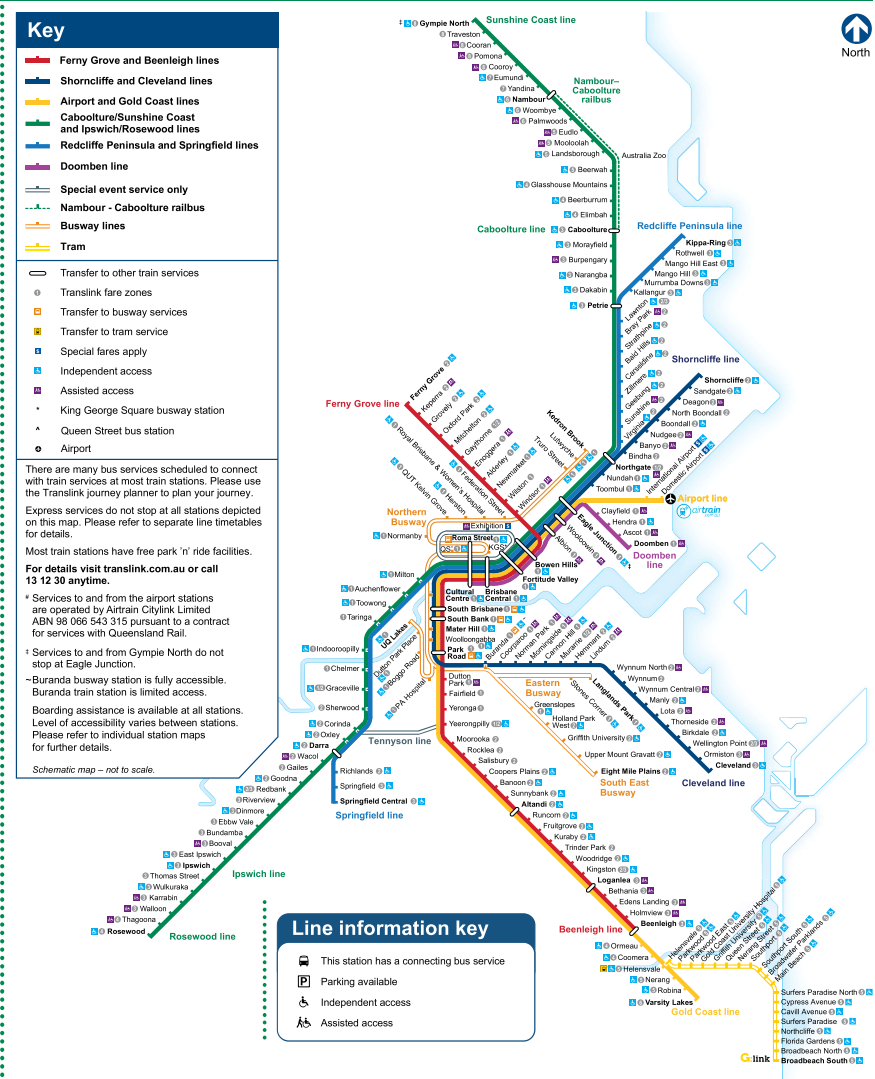 Key
Ferny Grove and Beenleigh lines
Shorncliffe and Cleveland lines
Airport and Gold Coast lines
Caboolture/Sunshine Coast
and Ipswich/Rosewood lines
Redcliffe Peninsula and Springfield lines
Doomben line
Special event service only
Nambour - Caboolture railbus
Busway lines
Tram
Transfer to other train services
Translink fare zones
Transfer to busway services
Transfer to tram service
Special fares apply
Independent access
Assisted access
* King George Square busway station
^ Queen Street bus station
Airport
There are many bus services scheduled to connect
with train services at most train stations. Please use
the Translink journey planner to plan your journey.
Express services do not stop at all stations depicted
on this map. Please refer to separate line timetables
for details.
Most train stations have free park 'n' ride facilities.
For details visit translink.com.au or call
13 12 30 anytime.
# Services to and from the airport stations
are operated by Airtrain Citylink Limited
ABN 98 066 543 315 pursuant to a contract
for services with Queensland Rail.
‡ Services to and from Gympie North do not
stop at Eagle Junction.
~Buranda busway station is fully accessible.
Buranda train station is limited access.
Boarding assistance is available at all stations.
Level of accessibility varies between stations.
Please refer to individual station maps
for further details.
Schematic map – not to scale.
North
Sunshine Coast line
‡ Gympie North
Traveston
Cooran
Pomona
Cooroy
Eumundi
Yandina
Nambour
Woombye
Palmwoods
Eudlo
Mooloolah
Landsborough
Nambour–
Caboolture
railbus
Australia Zoo
Beerwah
Glasshouse Mountains
Beerburrum
Elimbah
Caboolture line
Caboolture
Morayfield
Burpengary
Narangba
Dakabin
Petrie
Redcliffe Peninsula line
Kippa-Ring
Rothwell
Mango Hill East
Mango Hill
Murrumba Downs
Kallangur
Lawnton
Bray Park
Strathpine
Bald Hills
Carseldine
Zillmere
Geebung
Sunshine
Virginia
Shorncliffe line
Shorncliffe
Sandgate
Deagon
North Boondall
Boondall
Nudgee
Banyo
Bindha
Northgate
Nundah
Toombul
International Airport
Domestic Airport
Airport line
airtrain
Ferny Grove line
Ferny Grove
Keperra
Grovely
Oxford Park
Mitchelton
Gaythorne
Enoggera
Alderley
Newmarket
Wilston
Windsor
Kedron Brook
Lutwyche
Truro Street
Federation Street
Royal Brisbane & Women's Hospital
Herston
QUT Kelvin Grove
Northern
Busway
Normanby
Exhibition
Roma Street
QS^
KGS*
Clayfield
Hendra
Ascot
Doomben
Doomben
line
Eagle Junction
Wooloowin
Albion
Bowen Hills
Fortitude Valley
Brisbane
Central
Cultural
Centre
South Brisbane
South Bank
Mater Hill
Woolloongabba
Park
Road
Milton
Auchenflower
Toowong
Taringa
Indooroopilly
Chelmer
Graceville
Sherwood
Corinda
Oxley
Darra
Wacol
Gailes
Goodna
Redbank
Riverview
Dinmore
Ebbw Vale
Bundamba
Booval
East Ipswich
Ipswich
Thomas Street
Wulkuraka
Karrabin
Walloon
Thagoona
Rosewood
Ipswich line
Rosewood line
Richlands
Springfield
Springfield Central
Springfield line
Tennyson line
UQ Lakes
Dutton Park Place
Boggo Road
PA Hospital
Buranda
Coorparoo
Norman Park
Morningside
Cannon Hill
Murarrie
Hemmant
Lindum
Wynnum North
Wynnum
Wynnum Central
Manly
Lota
Thorneside
Birkdale
Wellington Point
Ormiston
Cleveland
Cleveland line
Eastern
Busway
Stones Corner
Langlands Park
Greenslopes
Holland Park
West
Griffith University
Upper Mount Gravatt
Eight Mile Plains
South East
Busway
Dutton
Park
Fairfield
Yeronga
Yeerongpilly
Moorooka
Rocklea
Salisbury
Coopers Plains
Banoon
Sunnybank
Altandi
Runcorn
Fruitgrove
Kuraby
Trinder Park
Woodridge
Kingston
Loganlea
Bethania
Edens Landing
Holmview
Beenleigh
Beenleigh line
Ormeau
Coomera
Helensvale
Nerang
Robina
Varsity Lakes
Gold Coast line
Helensvale
Parkwood
Parkwood East
Gold Coast University Hospital
Griffith University
Queen Street
Nerang Street
Southport
Southport South
Broadwater Parklands
Main Beach
Surfers Paradise North
Cypress Avenue
Cavill Avenue
Surfers Paradise
Northcliffe
Florida Gardens
Broadbeach North
Broadbeach South
G:link
Line information key
This station has a connecting bus service
Parking available
Independent access
Assisted access